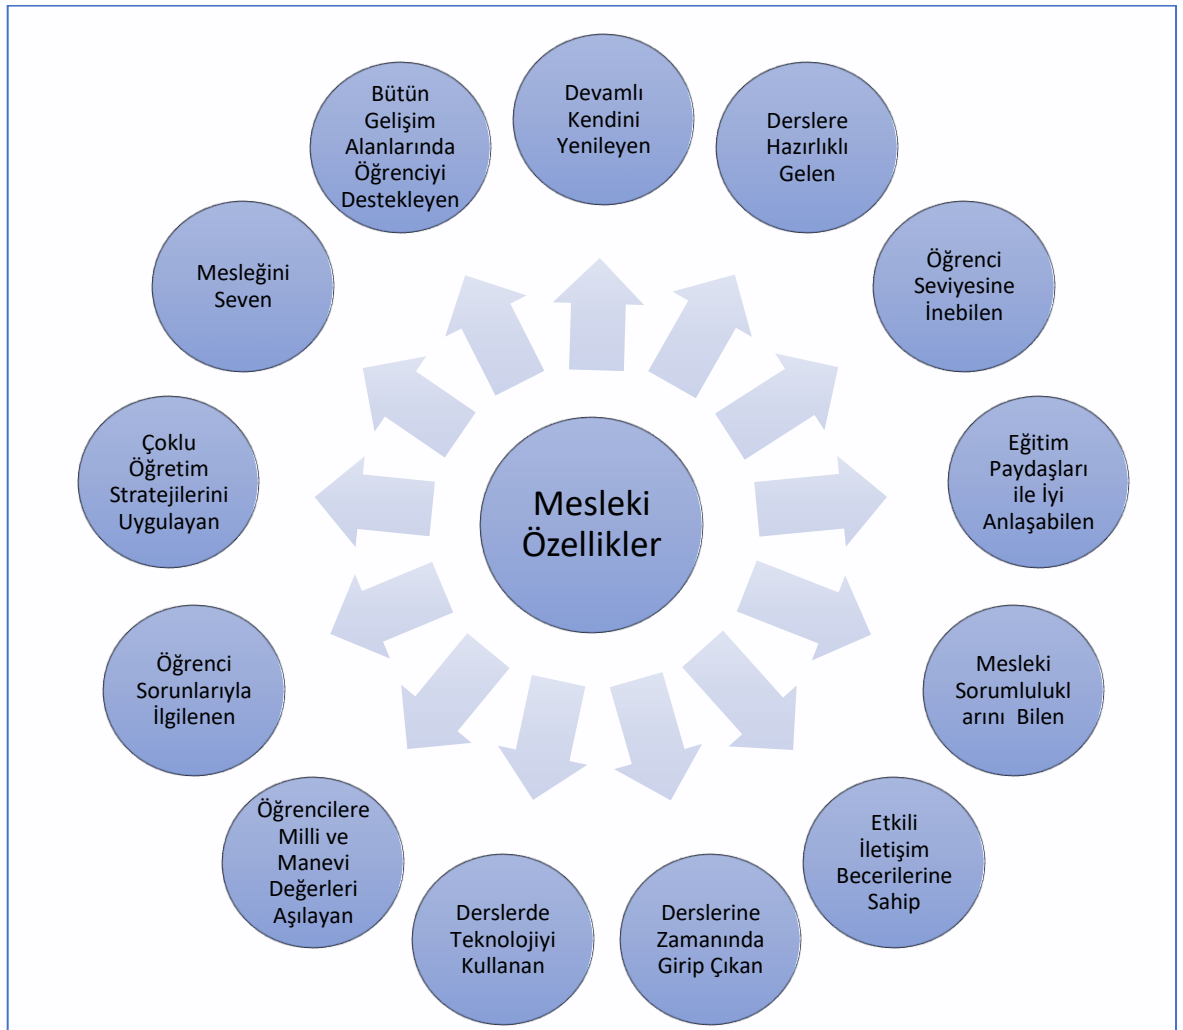 Mesleki
Özellikler
Devamlı
Kendini
Yenileyen
Derslere
Hazırlıklı
Gelen
Öğrenci
Seviyesine
İnebilen
Eğitim
Paydaşları
ile İyi
Anlaşabilen
Mesleki
Sorumlulukl
arını Bilen
Etkili
İletişim
Becerilerine
Sahip
Derslerine
Zamanında
Girip Çıkan
Derslerde
Teknolojiyi
Kullanan
Öğrencilere
Milli ve
Manevi
Değerleri
Aşılayan
Öğrenci
Sorunlarıyla
İlgilenen
Çoklu
Öğretim
Stratejilerini
Uygulayan
Mesleğini
Seven
Bütün
Gelişim
Alanlarında
Öğrenciyi
Destekleyen